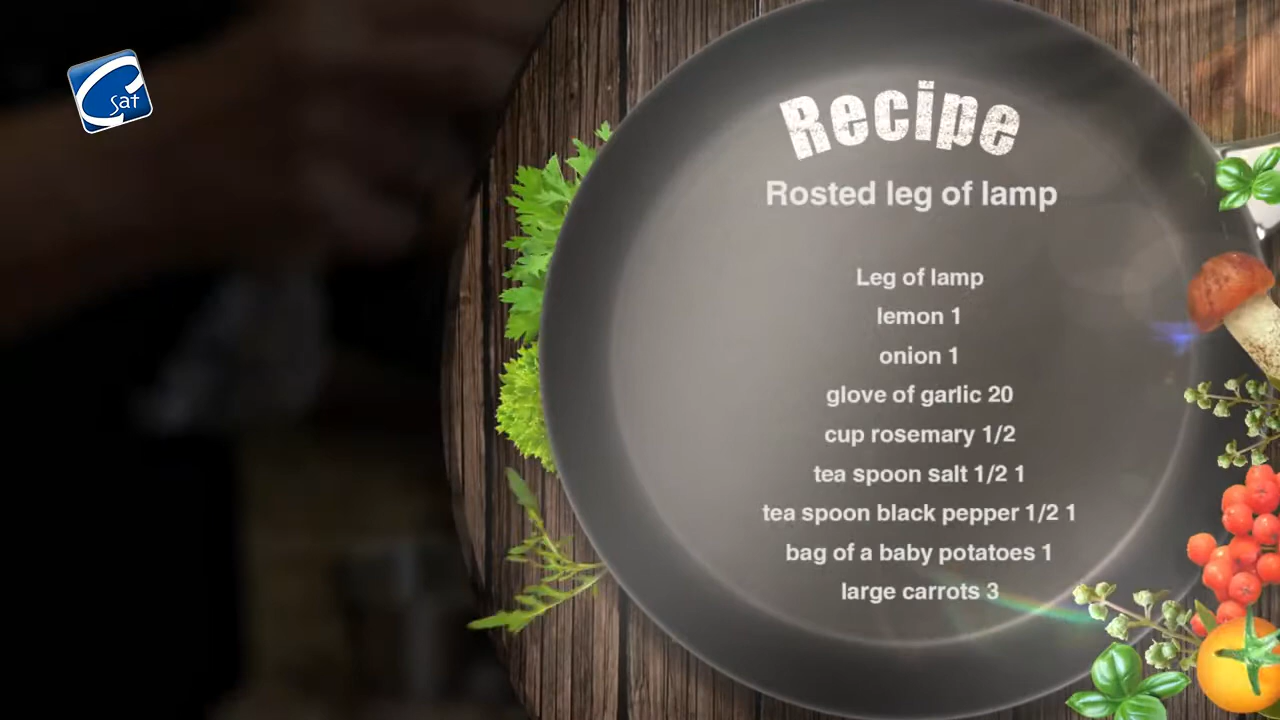 Sat
Recipe
Rosted leg of lamp
Leg of lamp
lemon 1
onion 1
glove of garlic 20
cup rosemary 1/2
tea spoon salt 1/2 1
tea spoon black pepper 1/2 1
bag of a baby potatoes 1
large carrots 3